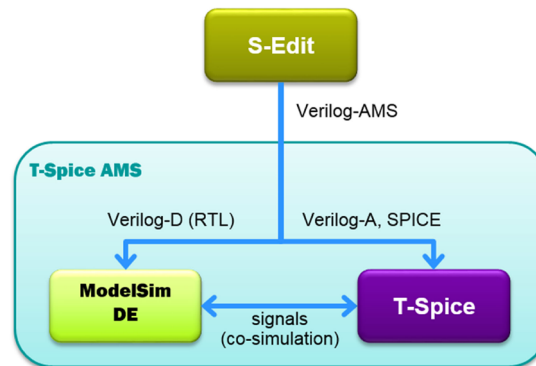 S-Edit
Verilog-AMS
T-Spice AMS
Verilog-D (RTL)
Verilog-A, SPICE
ModelSim
DE
signals
(co-simulation)
T-Spice